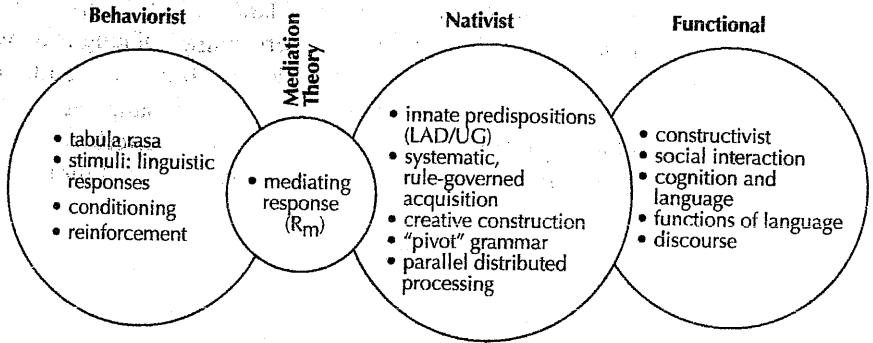 Behaviorist
• tabula rasa
• stimuli: linguistic
responses
• conditioning
• reinforcement
Mediation
Theory
• mediating
response
(Rm)
Nativist
• innate predispositions
(LAD/UG)
• systematic,
rule-governed
acquisition
• creative construction
• "pivot" grammar
• parallel distributed
processing
Functional
• constructivist
• social interaction
• cognition and
language
• functions of language
• discourse